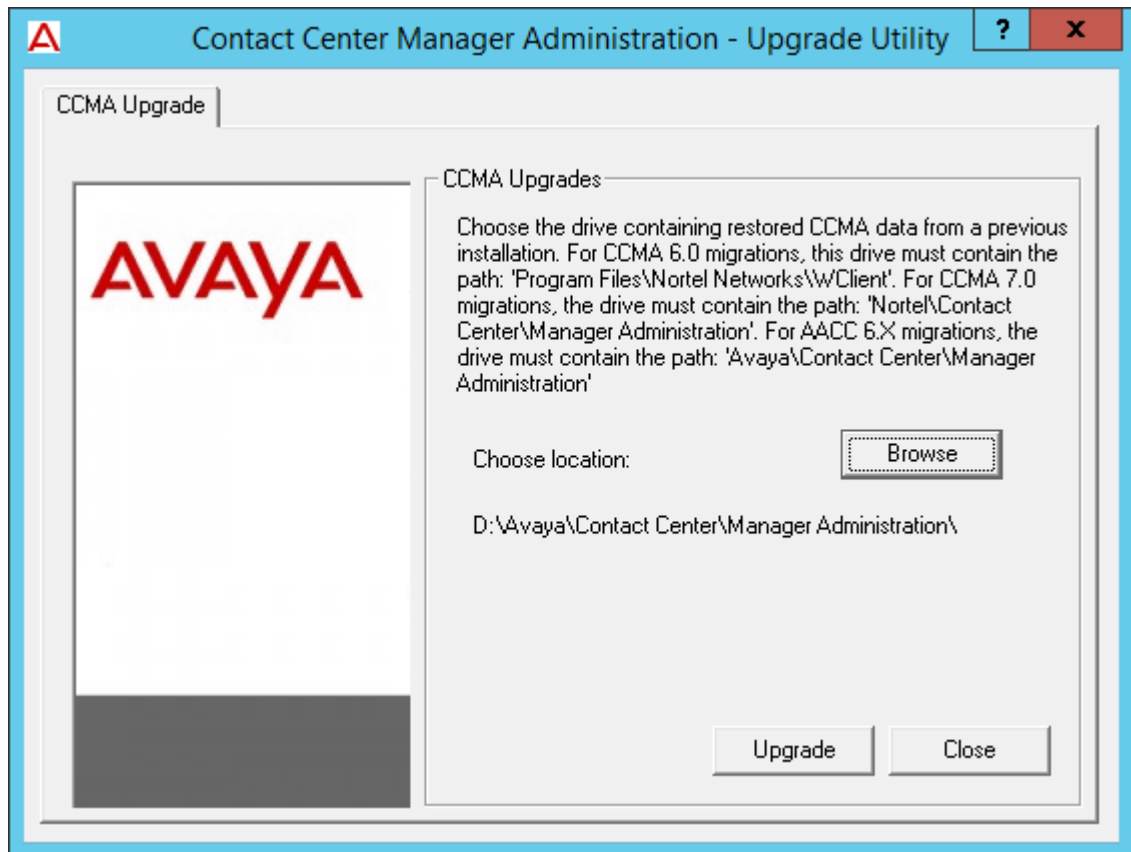 Contact Center Manager Administration - Upgrade Utility
?
x
CCMA Upgrade
AVAYA
CCMA Upgrades
Choose the drive containing restored CCMA data from a previous
installation. For CCMA 6.0 migrations, this drive must contain the
path: 'Program Files\Nortel Networks\WClient'. For CCMA 7.0
migrations, the drive must contain the path: 'Nortel\Contact
Center\Manager Administration'. For AACC 6.X migrations, the
drive must contain the path: 'Avaya\Contact Center\Manager
Administration'
Choose location:
Browse
D:\Avaya\Contact Center\Manager Administration\
Upgrade
Close